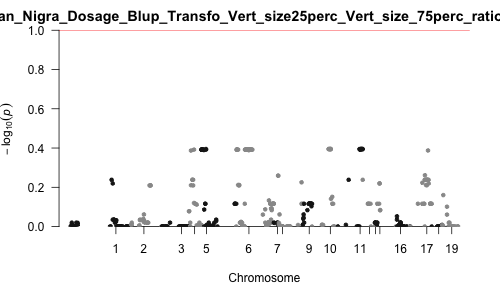 an_Nigra_Dosage_Blup_Transfo_Vert_size25perc_Vert_size_75perc_ratio
1.0
0.8
0.6
0.4
0.2
0.0
− log₁₀(p)
1 2 3 5 6 7 9 10 11 16 17 19
Chromosome